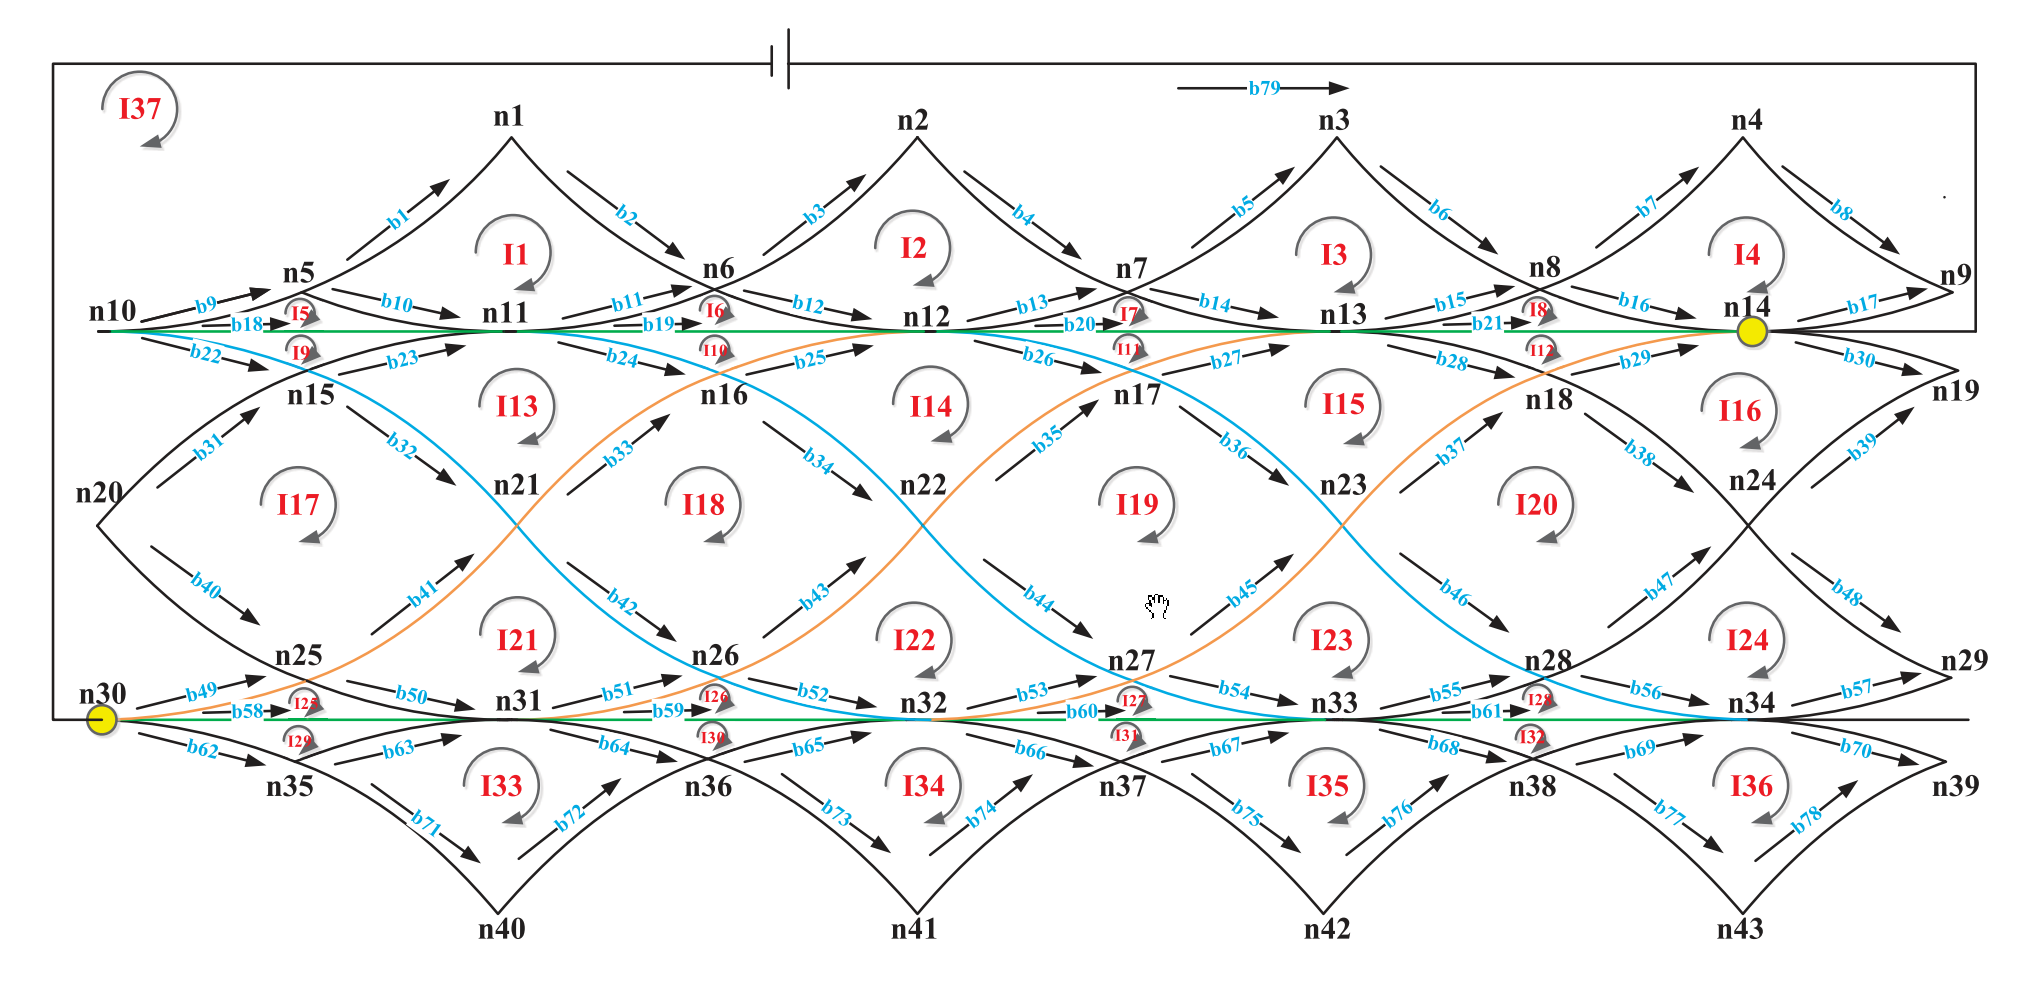 I37
b79
n1 n2 n3 n4
b1 b2 b3 b4 b5 b6 b7 b8
I1 I2 I3 I4
n5 n6 n7 n8 n9
n10 b9 b10 n11 b11 b12 n12 b13 b14 n13 b15 b16 n14 b17
I5 I6 I7 I8
b18 b19 b20 b21
I9 I10 I11 I12
b22 b23 b24 b25 b26 b27 b28 b29 b30
n15 n16 n17 n18 n19
I13 I14 I15 I16
b31 b32 b33 b34 b35 b36 b37 b38 b39
n20 n21 n22 n23 n24
I17 I18 I19 I20
b40 b41 b42 b43 b44 b45 b46 b47 b48
I21 I22 I23 I24
n25 n26 n27 n28 n29
n30 b49 b50 n31 b51 b52 n32 b53 b54 n33 b55 b56 n34 b57
I25 I26 I27 I28
b58 b59 b60 b61
I29 I30 I31 I32
b62 b63 b64 b65 b66 b67 b68 b69 b70
n35 n36 n37 n38 n39
I33 I34 I35 I36
b71 b72 b73 b74 b75 b76 b77 b78
n40 n41 n42 n43